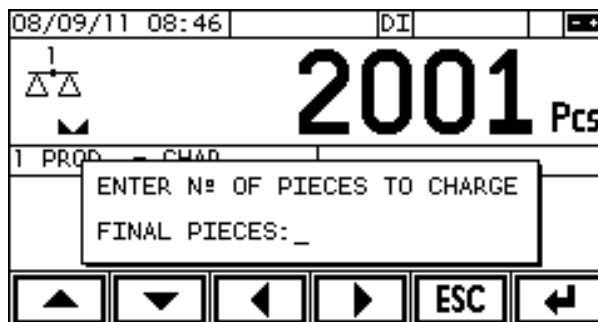 08/09/11 08:46 DI
1
2001 Pcs
1 PROD
ENTER Nº OF PIECES TO CHARGE
FINAL PIECES:_
ESC